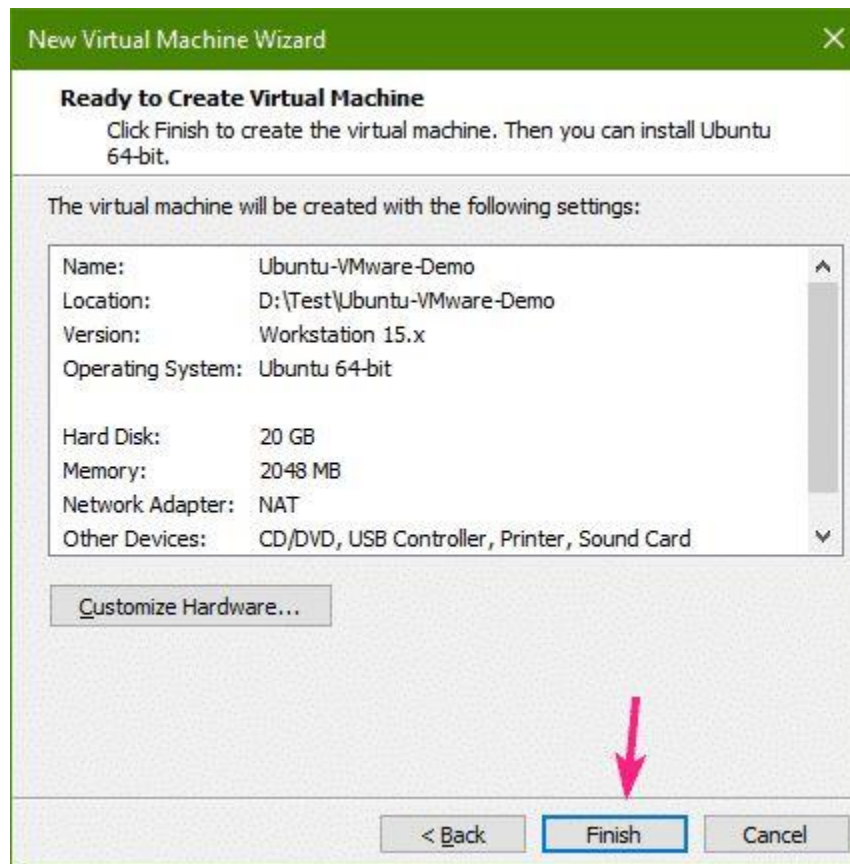 New Virtual Machine Wizard
Ready to Create Virtual Machine
Click Finish to create the virtual machine. Then you can install Ubuntu
64-bit.
The virtual machine will be created with the following settings:
Name: Ubuntu-VMware-Demo
Location: D:\Test\Ubuntu-VMware-Demo
Version: Workstation 15.x
Operating System: Ubuntu 64-bit
Hard Disk: 20 GB
Memory: 2048 MB
Network Adapter: NAT
Other Devices: CD/DVD, USB Controller, Printer, Sound Card
Customize Hardware...
< Back Finish Cancel